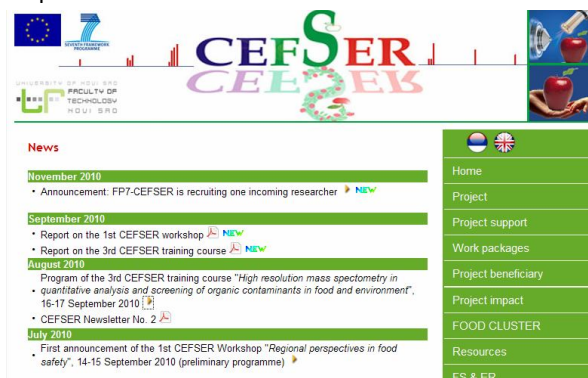 SEVENTH FRAMEWORK
PROGRAMME
CEFSER
UNIVERSITY OF NOVI SAD
FACULTY OF
TECHNOLOGY
NOVI SAD
News
November 2010
• Announcement: FP7-CEFSER is recruiting one incoming researcher NEW
September 2010
• Report on the 1st CEFSER workshop NEW
• Report on the 3rd CEFSER training course NEW
August 2010
Program of the 3rd CEFSER training course "High resolution mass spectometry in
• quantitative analysis and screening of organic contaminants in food and environment",
16-17 September 2010
• CEFSER Newsletter No. 2
July 2010
First announcement of the 1st CEFSER Workshop "Regional perspectives in food
• safety", 14-15 September 2010 (preliminary programme)
Home
Project
Project support
Work packages
Project beneficiary
Project impact
FOOD CLUSTER
Resources
FS & ER